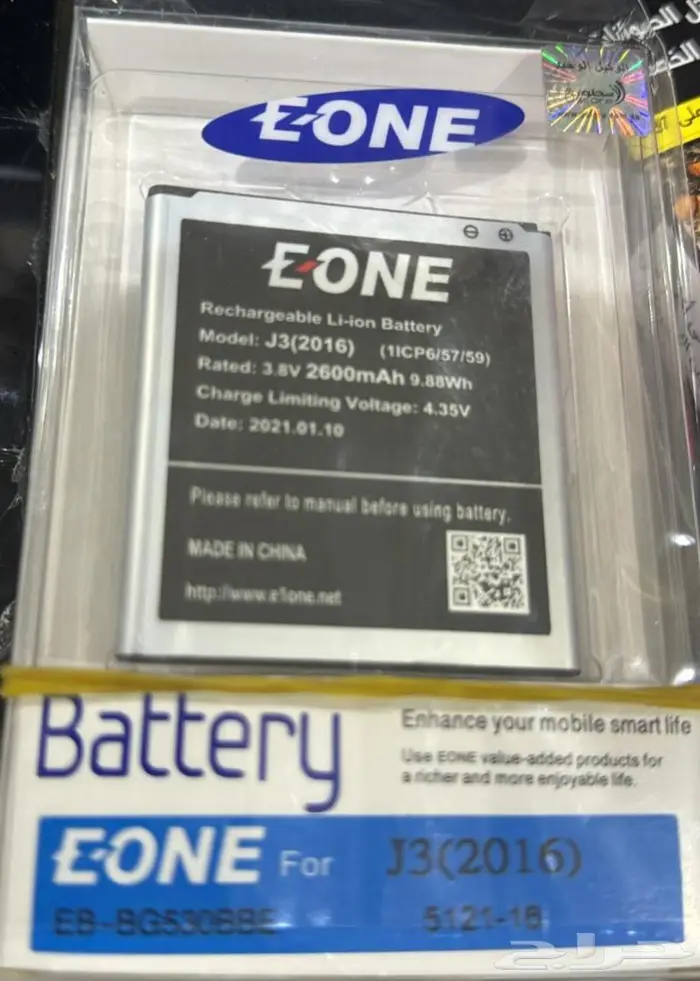 E-ONE
الوكيل الوحيد
⊖ ⊕
E-ONE
Rechargeable Li-ion Battery
Model: J3(2016) (1ICP6/57/59)
Rated: 3.8V 2600mAh 9.88Wh
Charge Limiting Voltage: 4.35V
Date: 2021.01.10
Please refer to manual before using battery.
MADE IN CHINA
http://www.e1one.net
Battery
Enhance your mobile smart life
Use EONE value-added products for
a richer and more enjoyable life.
E-ONE For J3(2016)
EB-BG530BBE 5121-18
حراج